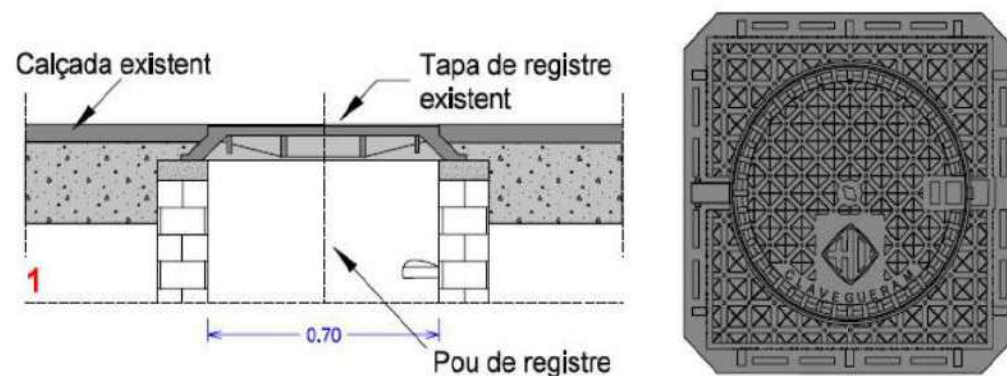 Calçada existent
Tapa de registre
existent
1
0.70
Pou de registre
CLAVEGUERAM